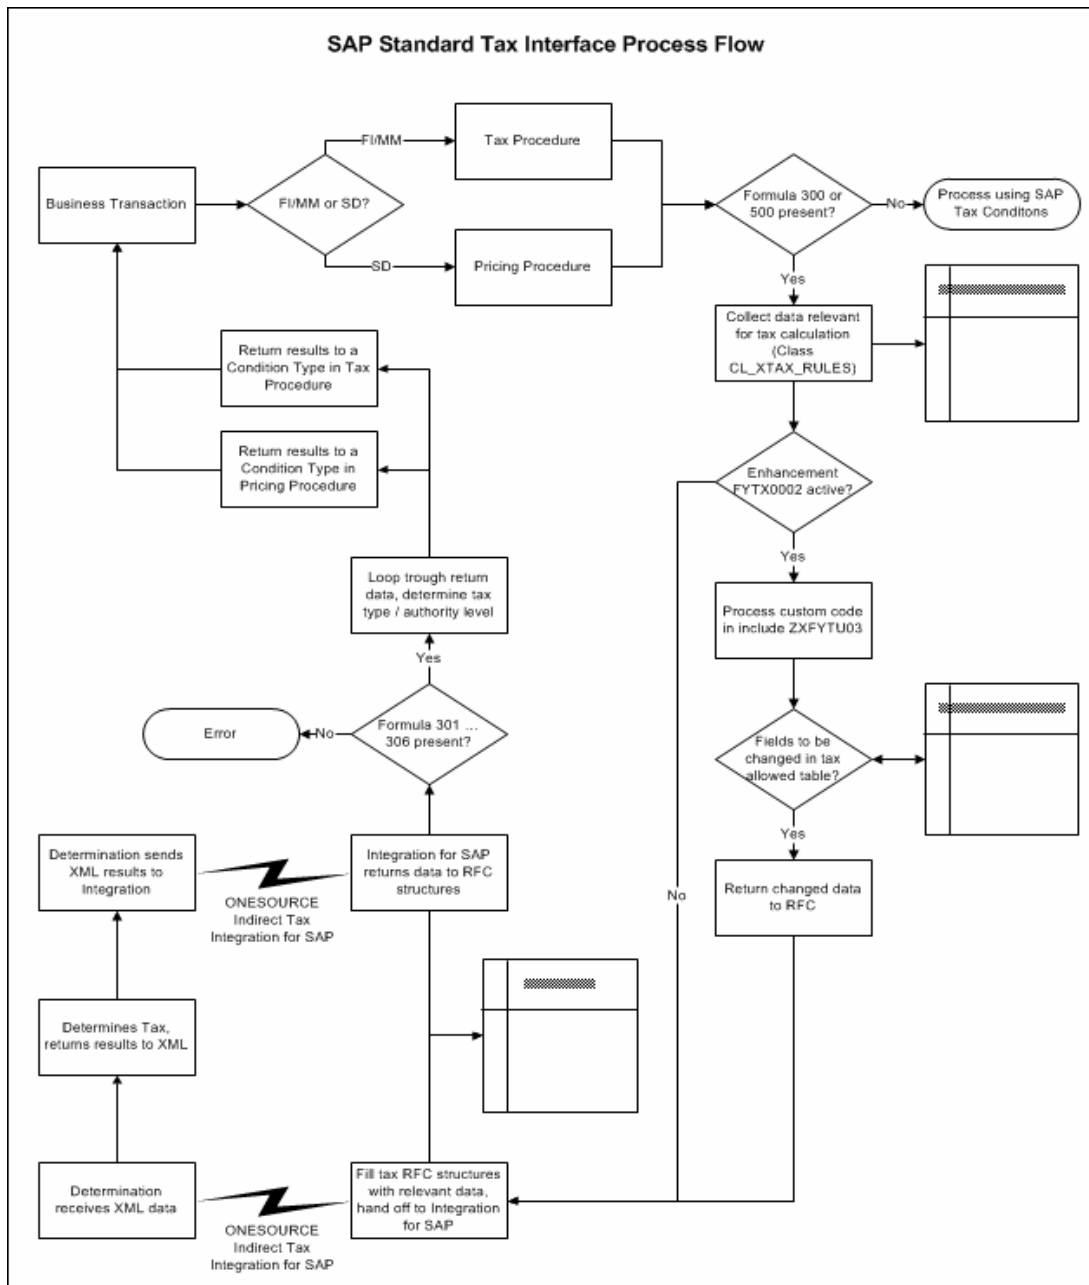 SAP Standard Tax Interface Process Flow
FI/MM
Tax Procedure
Business Transaction
FI/MM or SD?
Formula 300 or
500 present?
No
Process using SAP
Tax Conditons
SD
Pricing Procedure
Yes
Collect data relevant
for tax calculation
(Class
CL_XTAX_RULES)
Return results to a
Condition Type in Tax
Procedure
Return results to a
Condition Type in
Pricing Procedure
Enhancement
FYTX0002 active?
Yes
Loop trough return
data, determine tax
type / authority level
Process custom code
in include ZXFYTU03
Yes
Error
No
Formula 301 ...
306 present?
Fields to be
changed in tax
allowed table?
Yes
Determination sends
XML results to
Integration
ONESOURCE
Indirect Tax
Integration for SAP
Integration for SAP
returns data to RFC
structures
No
Return changed data
to RFC
Determines Tax,
returns results to XML
Determination
receives XML data
ONESOURCE
Indirect Tax
Integration for SAP
Fill tax RFC structures
with relevant data,
hand off to Integration
for SAP